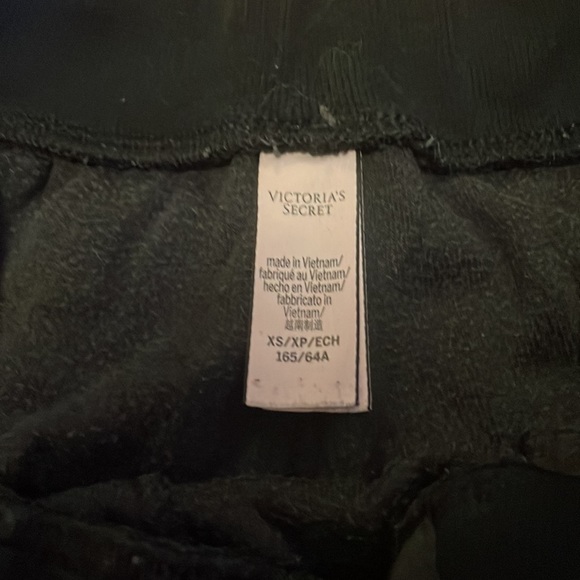 VICTORIA'S
SECRET
made in Vietnam/
fabriqué au Vietnam/
hecho en Vietnam/
fabbricato in
Vietnam/
越南制造
XS/XP/ECH
165/64A